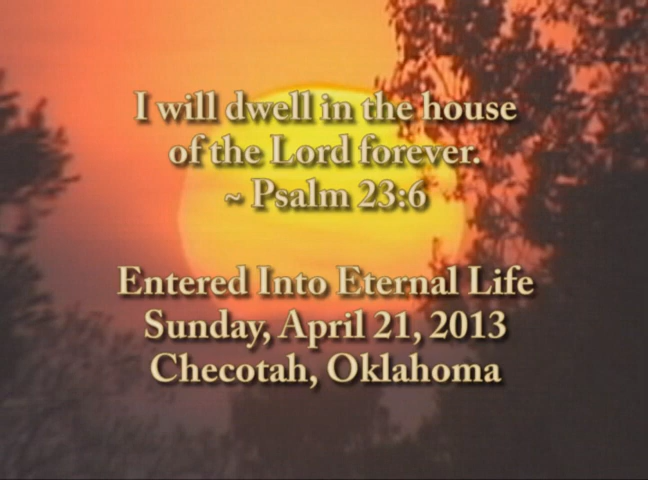 I will dwell in the house
of the Lord forever.
~ Psalm 23:6
Entered Into Eternal Life
Sunday, April 21, 2013
Checotah, Oklahoma